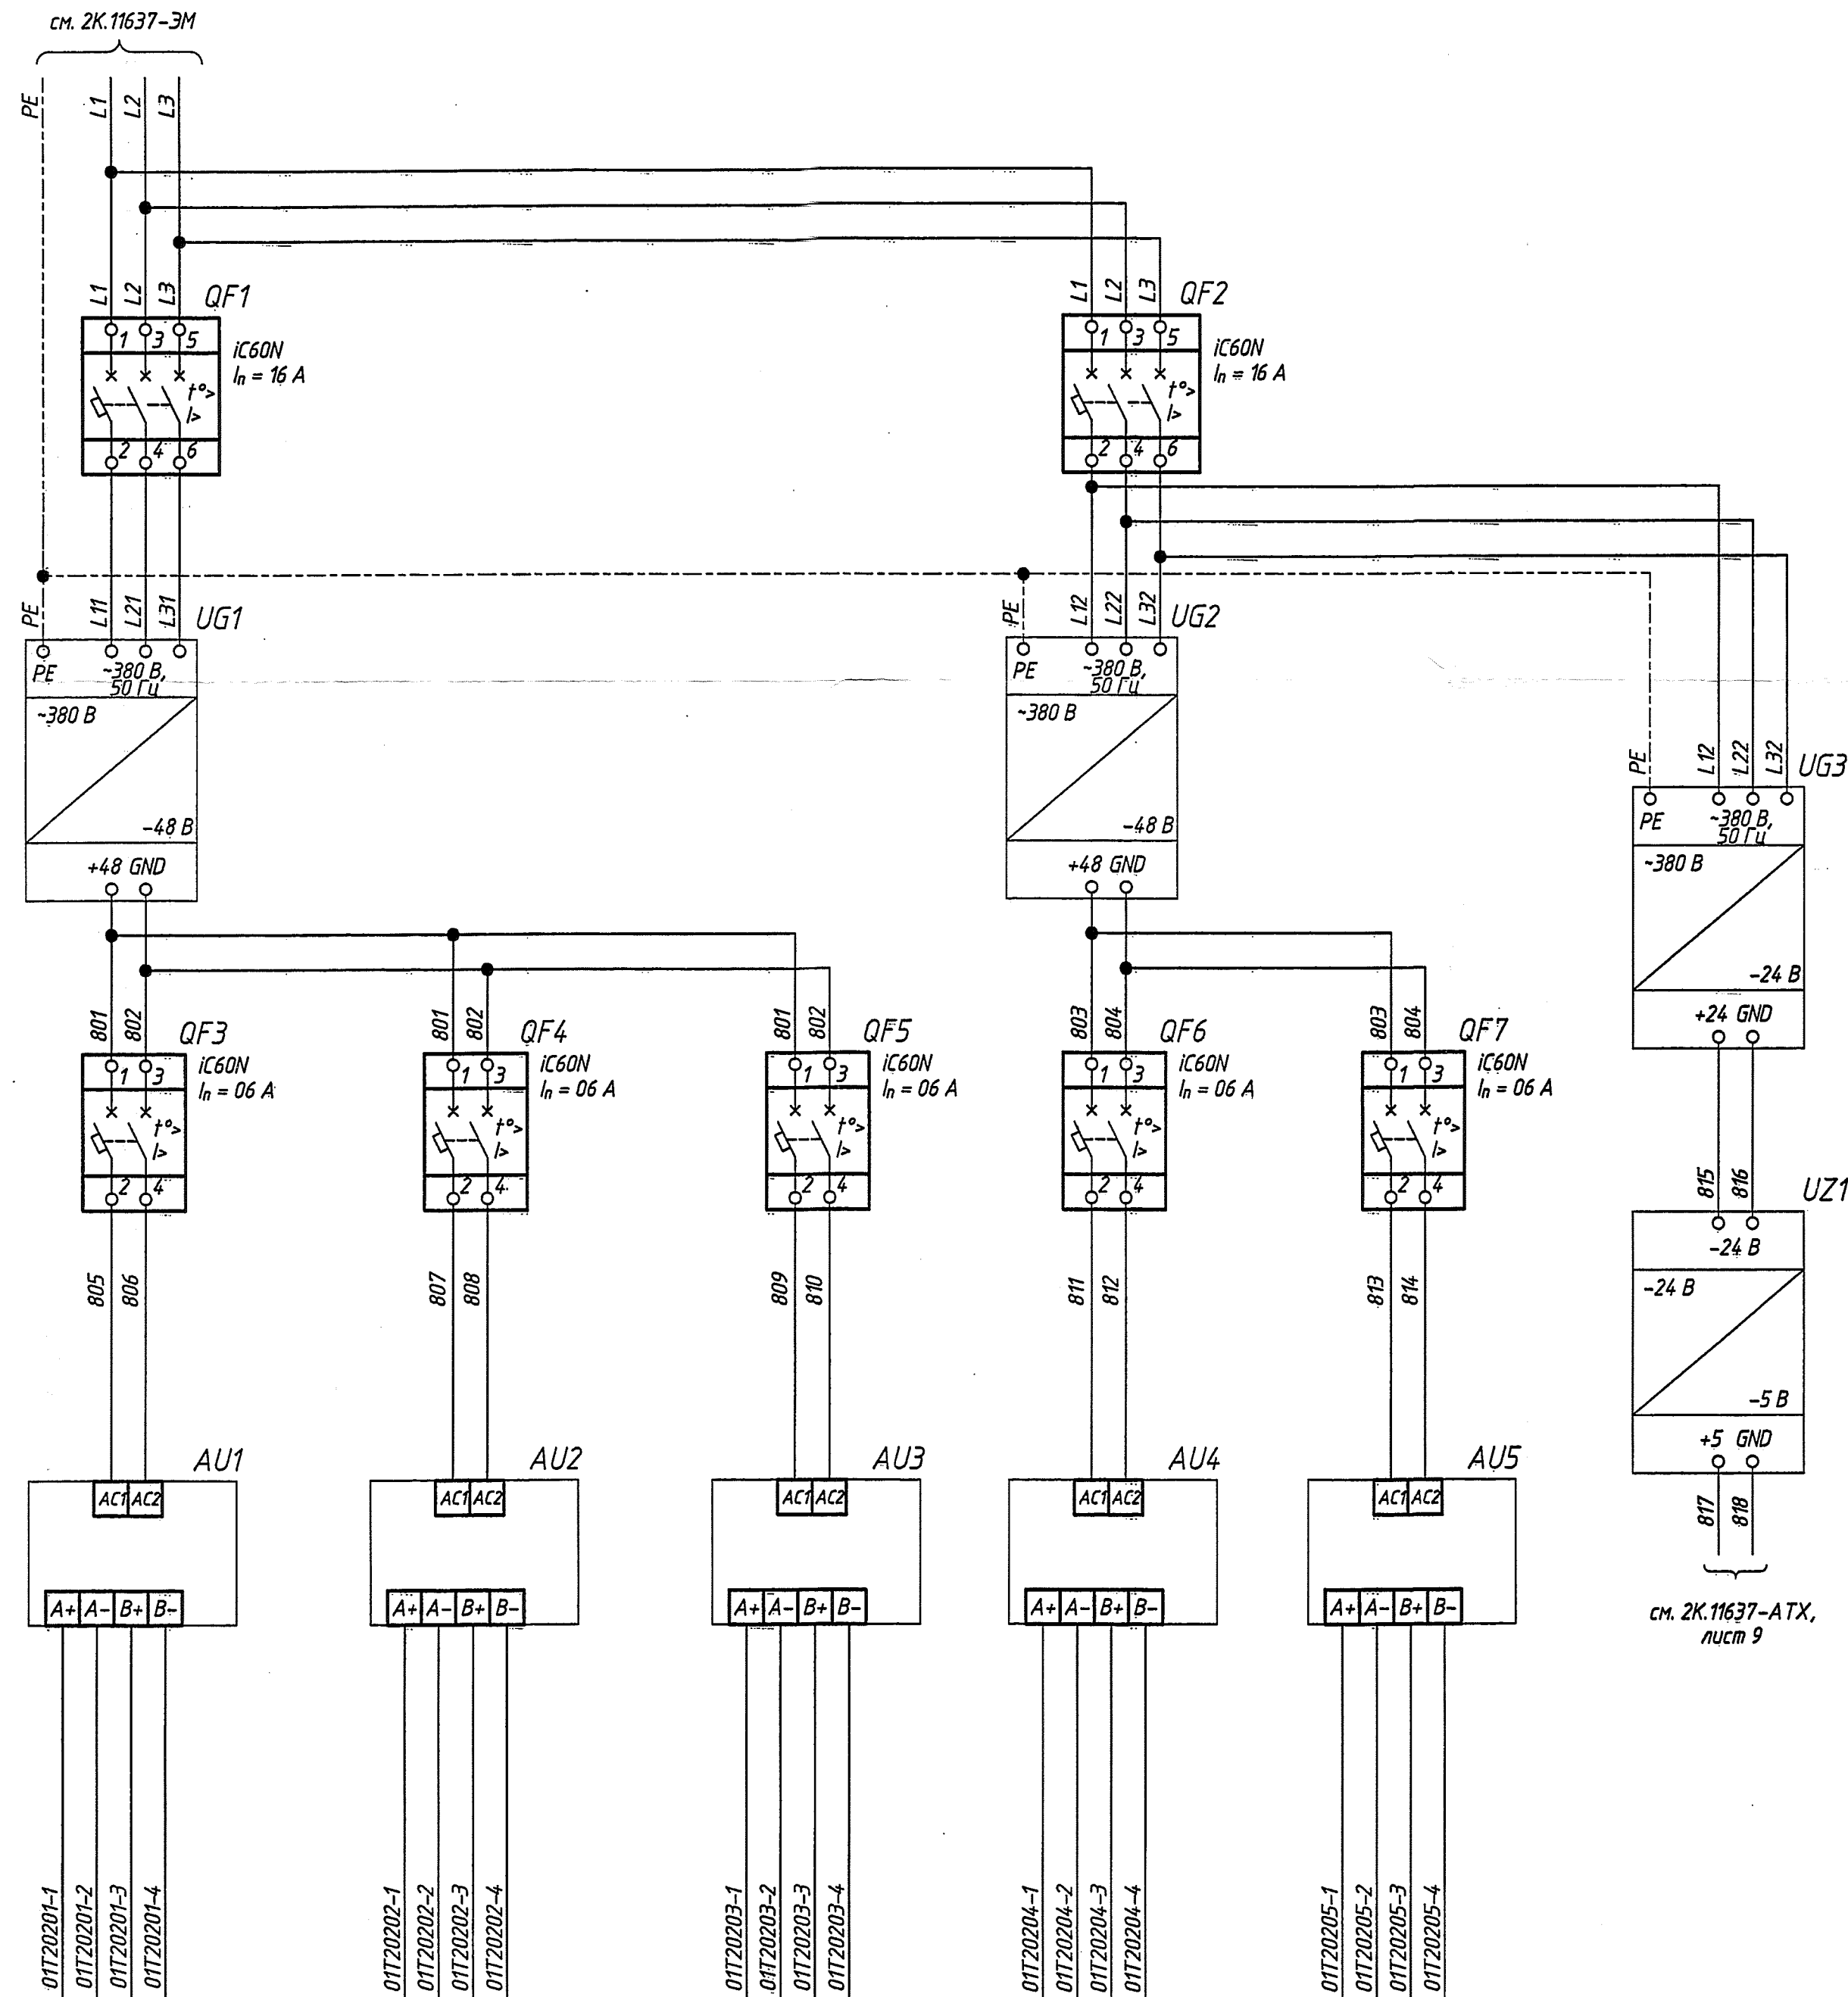 см. 2К.11637-ЭМ
PE
L1
L2
L3
L1
L2
L3
QF1
1 3 5
iC60N
In = 16 A
t°>
I>
2 4 6
L1
L2
L3
QF2
1 3 5
iC60N
In = 16 A
t°>
I>
2 4 6
PE
L11
L21
L31
UG1
PE
~380 В,
50 Гц
~380 В
-48 В
+48 GND
PE
L12
L22
L32
UG2
PE
~380 В,
50 Гц
~380 В
-48 В
+48 GND
PE
L12
L22
L32
UG3
PE
~380 В,
50 Гц
~380 В
-24 В
+24 GND
801
802
QF3
1 3
iC60N
In = 06 A
t°>
I>
2 4
801
802
QF4
1 3
iC60N
In = 06 A
t°>
I>
2 4
801
802
QF5
1 3
iC60N
In = 06 A
t°>
I>
2 4
803
804
QF6
1 3
iC60N
In = 06 A
t°>
I>
2 4
803
804
QF7
1 3
iC60N
In = 06 A
t°>
I>
2 4
815
816
UZ1
-24 В
-24 В
-5 В
+5 GND
817
818
см. 2К.11637-АТХ,
лист 9
805
806
807
808
809
810
811
812
813
814
AU1
AC1 AC2
A+ A- B+ B-
AU2
AC1 AC2
A+ A- B+ B-
AU3
AC1 AC2
A+ A- B+ B-
AU4
AC1 AC2
A+ A- B+ B-
AU5
AC1 AC2
A+ A- B+ B-
01T20201-1
01T20201-2
01T20201-3
01T20201-4
01T20202-1
01T20202-2
01T20202-3
01T20202-4
01T20203-1
01T20203-2
01T20203-3
01T20203-4
01T20204-1
01T20204-2
01T20204-3
01T20204-4
01T20205-1
01T20205-2
01T20205-3
01T20205-4